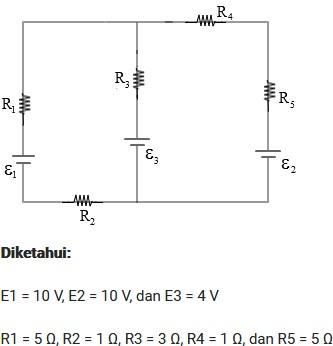 R₄
R₃
R₁
R₅
ε₃
ε₁
ε₂
R₂
Diketahui:
E1 = 10 V, E2 = 10 V, dan E3 = 4 V
R1 = 5 Ω, R2 = 1 Ω, R3 = 3 Ω, R4 = 1 Ω, dan R5 = 5 Ω